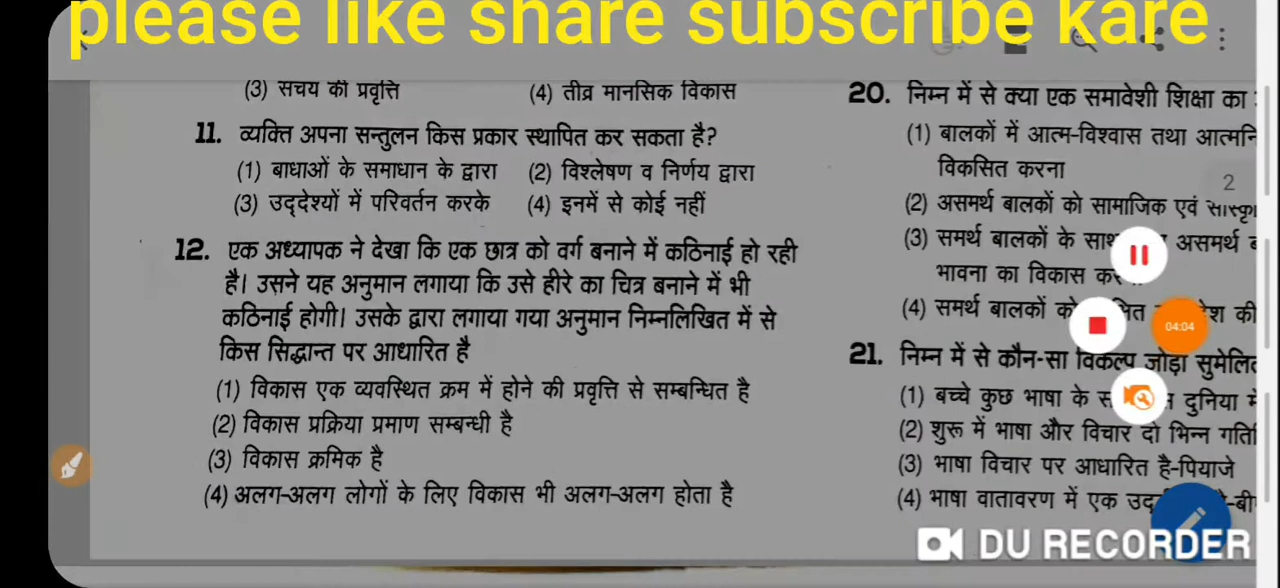 please like share subscribe kare
(3) संचय की प्रवृत्ति (4) तीव्र मानसिक विकास
11. व्यक्ति अपना सन्तुलन किस प्रकार स्थापित कर सकता है?
(1) बाधाओं के समाधान के द्वारा (2) विश्लेषण व निर्णय द्वारा
(3) उद्देश्यों में परिवर्तन करके (4) इनमें से कोई नहीं
12. एक अध्यापक ने देखा कि एक छात्र को वर्ग बनाने में कठिनाई हो रही
है। उसने यह अनुमान लगाया कि उसे हीरे का चित्र बनाने में भी
कठिनाई होगी। उसके द्वारा लगाया गया अनुमान निम्नलिखित में से
किस सिद्धान्त पर आधारित है
(1) विकास एक व्यवस्थित क्रम में होने की प्रवृत्ति से सम्बन्धित है
(2) विकास प्रक्रिया प्रमाण सम्बन्धी है
(3) विकास क्रमिक है
(4) अलग-अलग लोगों के लिए विकास भी अलग-अलग होता है
20. निम्न में से क्या एक समावेशी शिक्षा का
(1) बालकों में आत्म-विश्वास तथा
विकसित करना
2
(2) असमर्थ बालकों को सामाजिक एवं
(3) समर्थ बालकों के असमर्थ
भावना का विकास
(4) समर्थ बालकों को की
04:04
21. निम्न में से कौन-सा विकल्प जोड़ा
(1) बच्चे कुछ भाषा के दुनिया
(2) शुरू में भाषा और विचार दो भिन्न
(3) भाषा विचार पर आधारित है-पियाजे
(4) भाषा वातावरण में एक
DU RECORDER